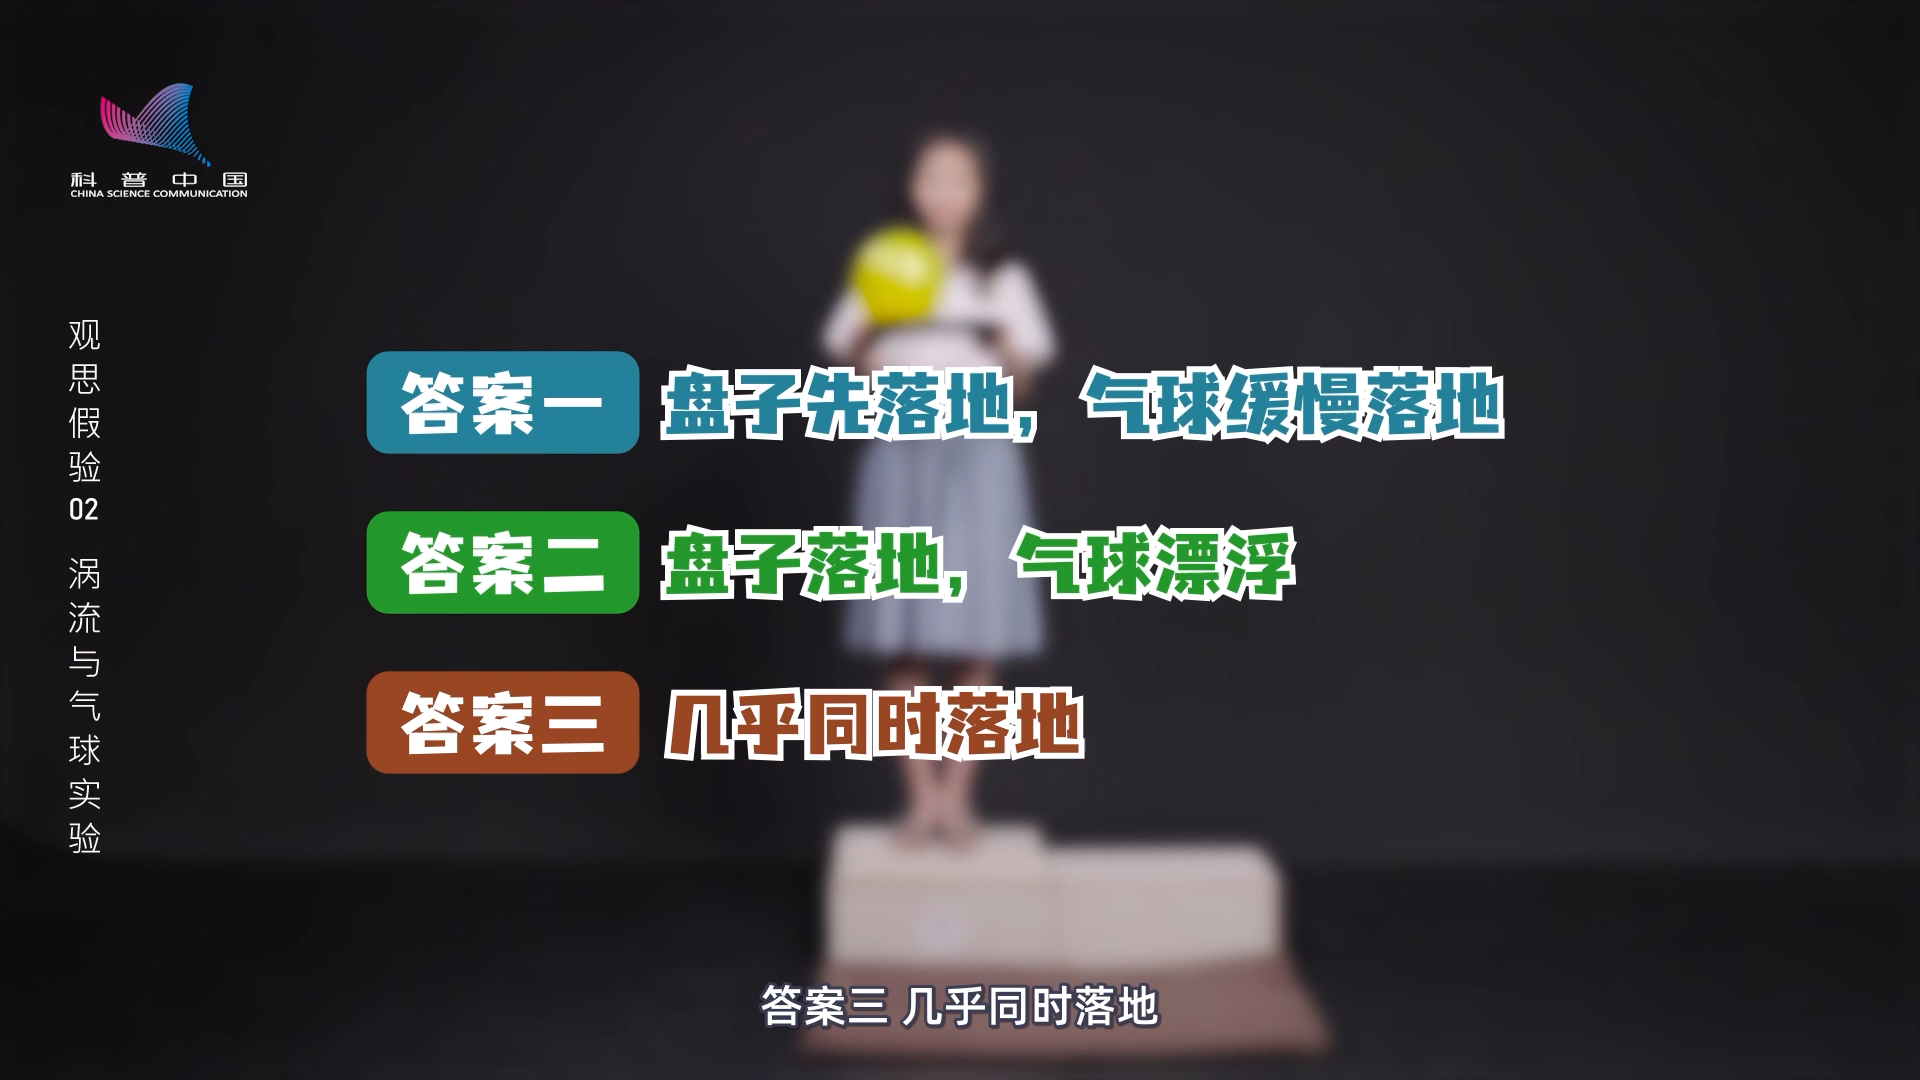 科普中国
CHINA SCIENCE COMMUNICATION
观思假验02 涡流与气球实验
答案一 盘子先落地，气球缓慢落地
答案二 盘子落地，气球漂浮
答案三 几乎同时落地
答案三 几乎同时落地